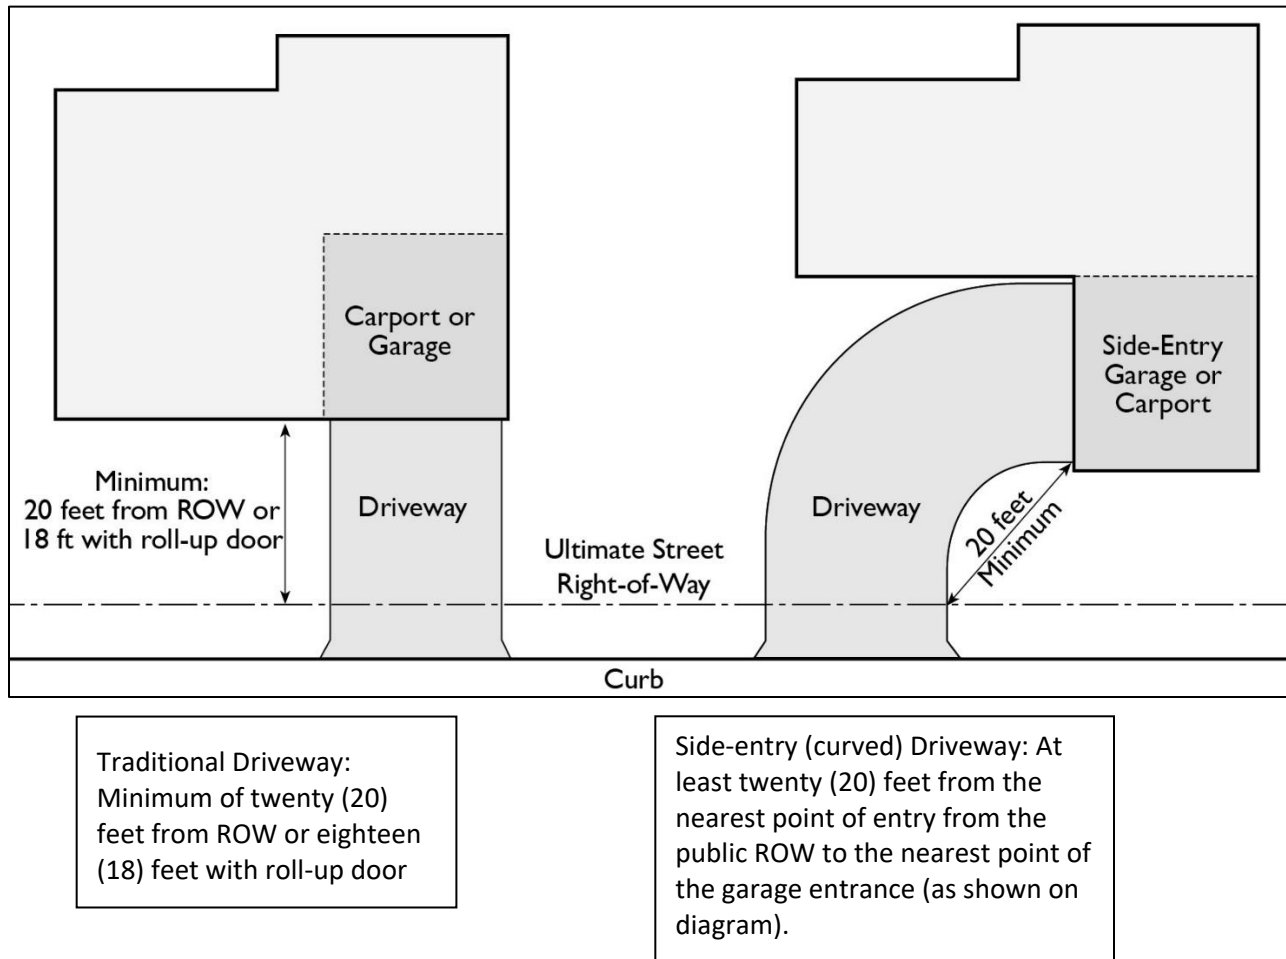 Carport or
Garage
Minimum:
20 feet from ROW or
18 ft with roll-up door
Driveway
Ultimate Street
Right-of-Way
Side-Entry
Garage or
Carport
Driveway
20 feet
Minimum
Curb
Traditional Driveway:
Minimum of twenty (20)
feet from ROW or eighteen
(18) feet with roll-up door
Side-entry (curved) Driveway: At
least twenty (20) feet from the
nearest point of entry from the
public ROW to the nearest point of
the garage entrance (as shown on
diagram).